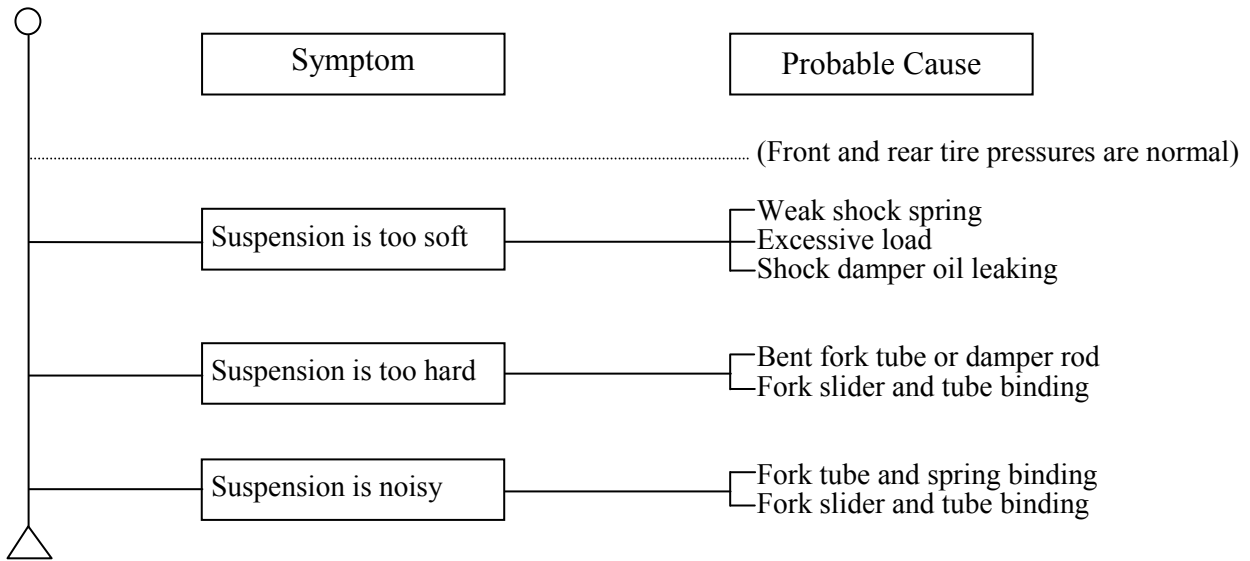 Symptom
Probable Cause
(Front and rear tire pressures are normal)
Suspension is too soft
Weak shock spring
Excessive load
Shock damper oil leaking
Suspension is too hard
Bent fork tube or damper rod
Fork slider and tube binding
Suspension is noisy
Fork tube and spring binding
Fork slider and tube binding